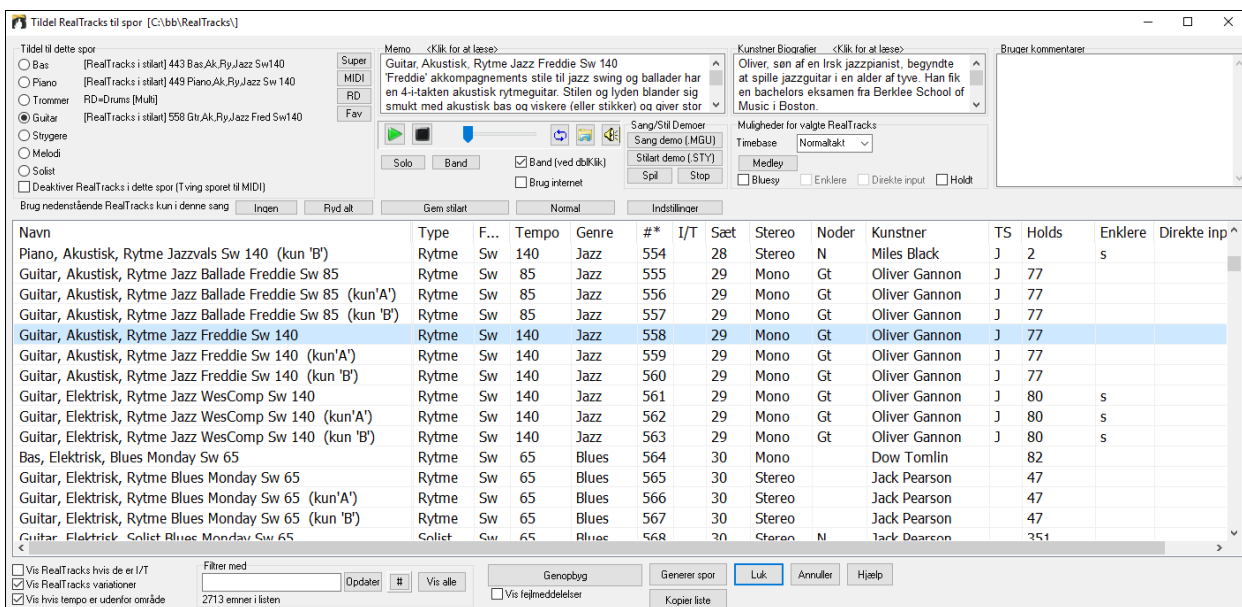 Tildel RealTracks til spor [C:\bb\RealTracks\]
Tildel til dette spor
Bas [RealTracks i stilart] 443 Bas,Ak,Ry,Jazz Sw140
Piano [RealTracks i stilart] 449 Piano,Ak,Ry,Jazz Sw 140
Trommer RD=Drums [Multi]
Guitar [RealTracks i stilart] 558 Gtr,Ak,Ry,Jazz Fred Sw140
Strygere
Melodi
Solist
Deaktiver RealTracks i dette spor (Tving sporet til MIDI)
Super
MIDI
RD
Fav
Memo <Klik for at læse>
Guitar, Akustisk, Rytme Jazz Freddie Sw 140
'Freddie' akkompagnements stile til jazz swing og ballader har
en 4-i-takten akustisk rytmeguitar. Stilen og lyden blander sig
smukt med akustisk bas og viskere (eller stikker) og giver stor
Solo Band
Band (ved dblKlik)
Brug internet
Sang/Stil Demoer
Sang demo (.MGU)
Stilart demo (.STY)
Spil Stop
Kunstner Biografier <Klik for at læse>
Oliver, søn af en Irsk jazzpianist, begyndte
at spille jazzguitar i en alder af tyve. Han fik
en bachelors eksamen fra Berklee School of
Music i Boston.
Muligheder for valgte RealTracks
Timebase Normaltakt
Medley
Bluesy Enklere Direkte input Holdt
Bruger kommentarer
Brug nedenstående RealTracks kun i denne sang Ingen Ryd alt Gem stilart Normal Indstillinger
Navn Type F... Tempo Genre #* I/T Sæt Stereo Noder Kunstner TS Holds Enklere Direkte inp
Piano, Akustisk, Rytme Jazzvals Sw 140 (kun 'B') Rytme Sw 140 Jazz 554 28 Stereo N Miles Black J 2 s
Guitar, Akustisk, Rytme Jazz Ballade Freddie Sw 85 Rytme Sw 85 Jazz 555 29 Mono Gt Oliver Gannon J 77
Guitar, Akustisk, Rytme Jazz Ballade Freddie Sw 85 (kun'A') Rytme Sw 85 Jazz 556 29 Mono Gt Oliver Gannon J 77
Guitar, Akustisk, Rytme Jazz Ballade Freddie Sw 85 (kun 'B') Rytme Sw 85 Jazz 557 29 Mono Gt Oliver Gannon J 77
Guitar, Akustisk, Rytme Jazz Freddie Sw 140 Rytme Sw 140 Jazz 558 29 Mono Gt Oliver Gannon J 77
Guitar, Akustisk, Rytme Jazz Freddie Sw 140 (kun'A') Rytme Sw 140 Jazz 559 29 Mono Gt Oliver Gannon J 77
Guitar, Akustisk, Rytme Jazz Freddie Sw 140 (kun 'B') Rytme Sw 140 Jazz 560 29 Mono Gt Oliver Gannon J 77
Guitar, Elektrisk, Rytme Jazz WesComp Sw 140 Rytme Sw 140 Jazz 561 29 Mono Gt Oliver Gannon J 80 s
Guitar, Elektrisk, Rytme Jazz WesComp Sw 140 (kun'A') Rytme Sw 140 Jazz 562 29 Mono Gt Oliver Gannon J 80 s
Guitar, Elektrisk, Rytme Jazz WesComp Sw 140 (kun 'B') Rytme Sw 140 Jazz 563 29 Mono Gt Oliver Gannon J 80 s
Bas, Elektrisk, Blues Monday Sw 65 Rytme Sw 65 Blues 564 30 Mono Dow Tomlin 82
Guitar, Elektrisk, Rytme Blues Monday Sw 65 Rytme Sw 65 Blues 565 30 Stereo Jack Pearson 47
Guitar, Elektrisk, Rytme Blues Monday Sw 65 (kun'A') Rytme Sw 65 Blues 566 30 Stereo Jack Pearson 47
Guitar, Elektrisk, Rytme Blues Monday Sw 65 (kun 'B') Rytme Sw 65 Blues 567 30 Stereo Jack Pearson 47
Guitar, Elektrisk, Solist Blues Monday Sw 65 Solist Sw 65 Blues 568 30 Stereo N Jack Pearson 351
Vis RealTracks hvis de er I/T
Vis RealTracks variationer
Vis hvis tempo er udenfor område
Filtrer med
Opdater # Vis alle
2713 emner i listen
Genopbyg
Vis fejlmeddelelser
Generer spor Luk Annuller Hjælp
Kopier liste